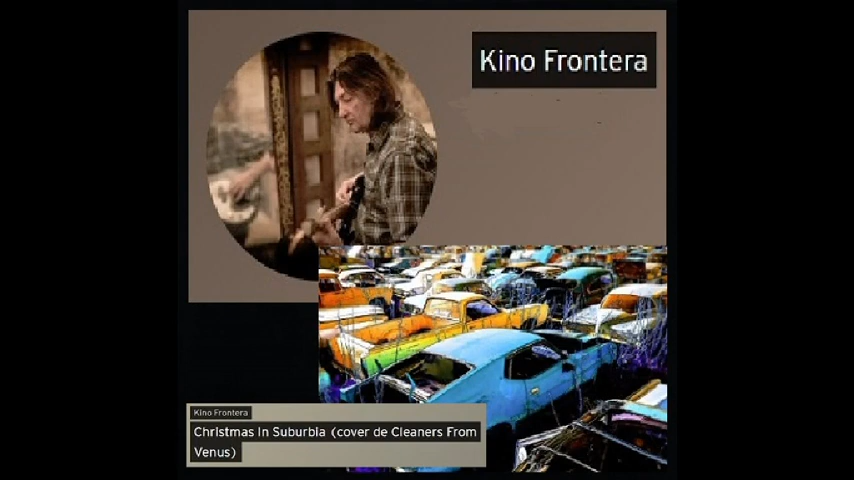 Kino Frontera
Kino Frontera
Christmas In Suburbia (cover de Cleaners From
Venus)